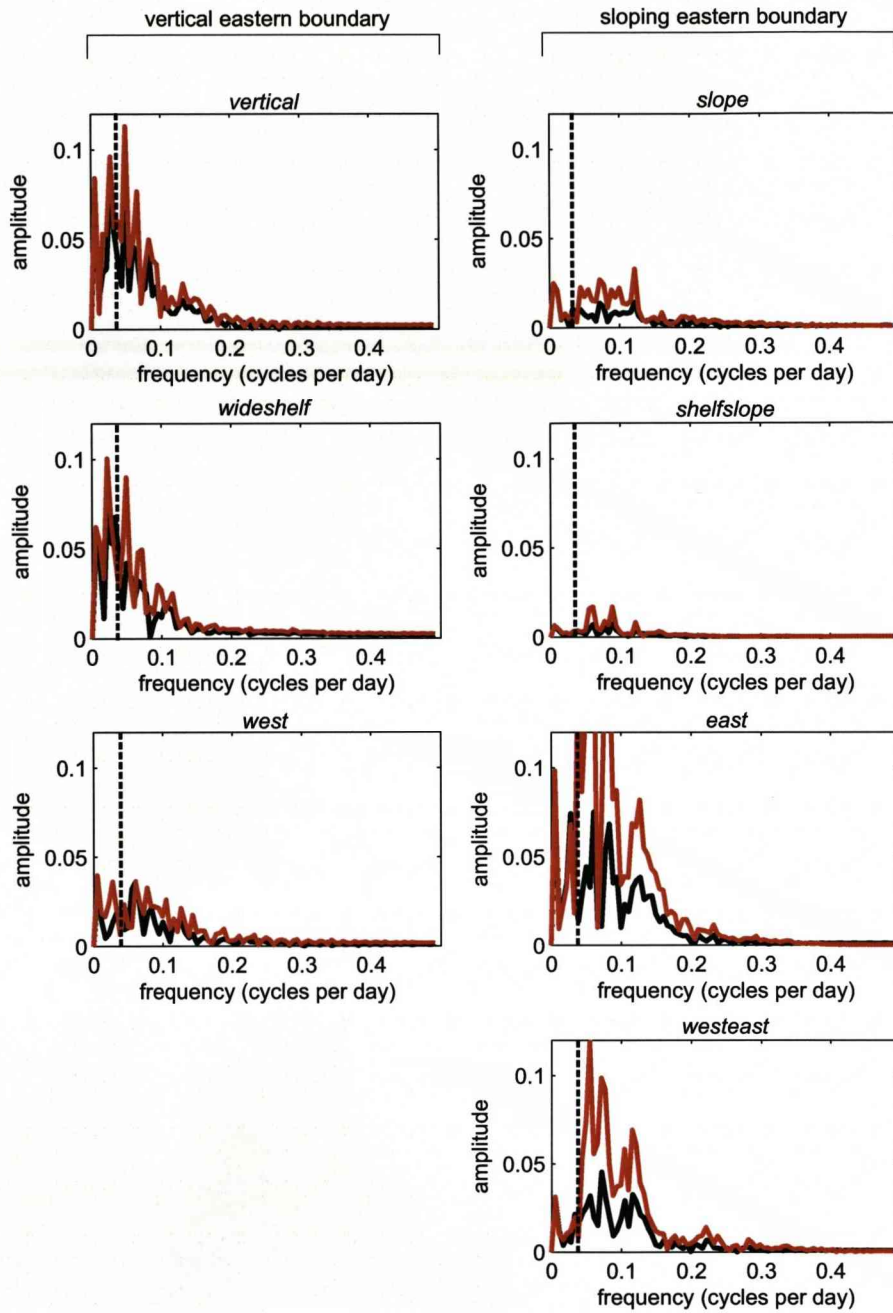 vertical eastern boundary
sloping eastern boundary
vertical
0.1
0.05
0
amplitude
0 0.1 0.2 0.3 0.4
frequency (cycles per day)
slope
0.1
0.05
0
amplitude
0 0.1 0.2 0.3 0.4
frequency (cycles per day)
wideshelf
0.1
0.05
0
amplitude
0 0.1 0.2 0.3 0.4
frequency (cycles per day)
shelfslope
0.1
0.05
0
amplitude
0 0.1 0.2 0.3 0.4
frequency (cycles per day)
west
0.1
0.05
0
amplitude
0 0.1 0.2 0.3 0.4
frequency (cycles per day)
east
0.1
0.05
0
amplitude
0 0.1 0.2 0.3 0.4
frequency (cycles per day)
westeast
0.1
0.05
0
amplitude
0 0.1 0.2 0.3 0.4
frequency (cycles per day)